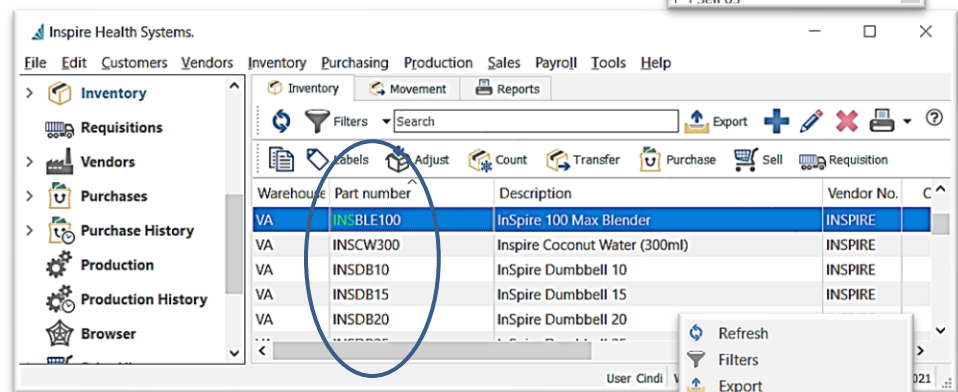 Inspire Health Systems.
File Edit Customers Vendors Inventory Purchasing Production Sales Payroll Tools Help
Inventory
Requisitions
Vendors
Purchases
Purchase History
Production
Production History
Browser
Inventory Movement Reports
Filters Search Export
Labels Adjust Count Transfer Purchase Sell Requisition
Warehouse Part number Description Vendor No.
VA INSBLE100 InSpire 100 Max Blender INSPIRE
VA INSCW300 Inspire Coconut Water (300ml) INSPIRE
VA INSDB10 InSpire Dumbbell 10 INSPIRE
VA INSDB15 InSpire Dumbbell 15 INSPIRE
VA INSDB20 InSpire Dumbbell 20
Refresh
Filters
Export
User Cindi
021